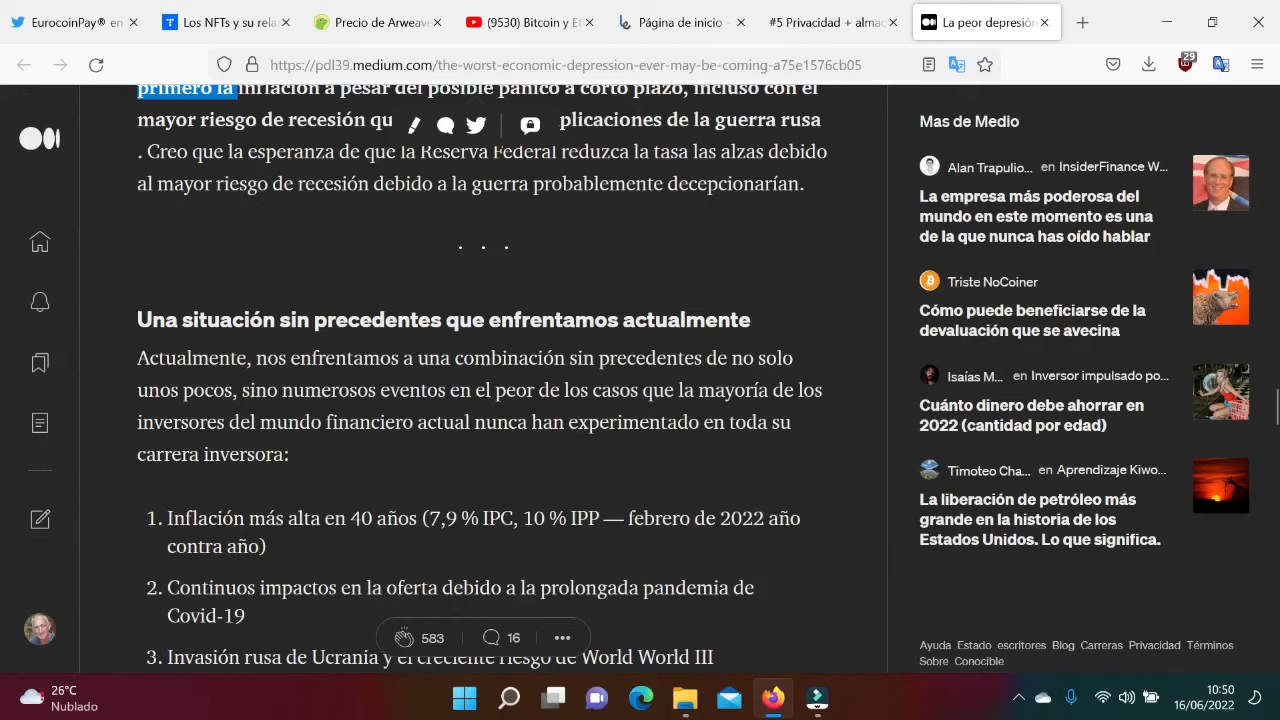 EurocoinPay® en
Los NFTs y su rela
Precio de Arweave
(9530) Bitcoin y E
Página de inicio -
#5 Privacidad + almac
La peor depresión
https://pdl39.medium.com/the-worst-economic-depression-ever-may-be-coming-a75e1576cb05
29
primero la inflación a pesar del posible pánico a corto plazo, incluso con el
mayor riesgo de recesión qu plicaciones de la guerra rusa
. Creo que la esperanza de que la Reserva Federal reduzca la tasa las alzas debido
al mayor riesgo de recesión debido a la guerra probablemente decepcionarían.
. . .
Una situación sin precedentes que enfrentamos actualmente
Actualmente, nos enfrentamos a una combinación sin precedentes de no solo
unos pocos, sino numerosos eventos en el peor de los casos que la mayoría de los
inversores del mundo financiero actual nunca han experimentado en toda su
carrera inversora:
1. Inflación más alta en 40 años (7,9 % IPC, 10 % IPP — febrero de 2022 año
contra año)
2. Continuos impactos en la oferta debido a la prolongada pandemia de
Covid-19
583
16
3. Invasión rusa de Ucrania y el creciente riesgo de World World III
Mas de Medio
Alan Trapulio... en InsiderFinance W...
La empresa más poderosa del
mundo en este momento es una
de la que nunca has oído hablar
Triste NoCoiner
Cómo puede beneficiarse de la
devaluación que se avecina
Isaías M... en Inversor impulsado po...
Cuánto dinero debe ahorrar en
2022 (cantidad por edad)
Timoteo Cha... en Aprendizaje Kiwo...
La liberación de petróleo más
grande en la historia de los
Estados Unidos. Lo que significa.
Ayuda Estado escritores Blog Carreras Privacidad Términos
Sobre Conocible
26°C
Nublado
10:50
16/06/2022